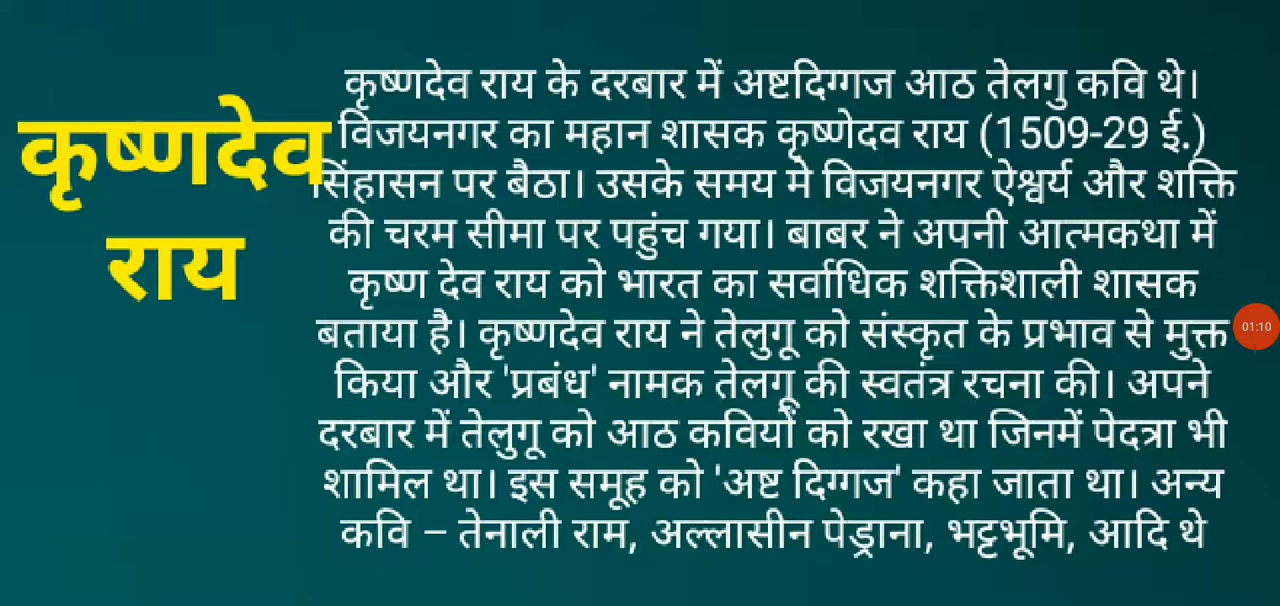 कृष्णदेव
राय
कृष्णदेव राय के दरबार में अष्टदिग्गज आठ तेलगु कवि थे।
विजयनगर का महान शासक कृष्णेदव राय (1509-29 ई.)
सिंहासन पर बैठा। उसके समय मे विजयनगर ऐश्वर्य और शक्ति
की चरम सीमा पर पहुंच गया। बाबर ने अपनी आत्मकथा में
कृष्ण देव राय को भारत का सर्वाधिक शक्तिशाली शासक
बताया है। कृष्णदेव राय ने तेलुगू को संस्कृत के प्रभाव से मुक्त
किया और 'प्रबंध' नामक तेलगू की स्वतंत्र रचना की। अपने
दरबार में तेलुगू को आठ कवियों को रखा था जिनमें पेदत्रा भी
शामिल था। इस समूह को 'अष्ट दिग्गज' कहा जाता था। अन्य
कवि – तेनाली राम, अल्लासीन पेड्राना, भट्टभूमि, आदि थे
01:10